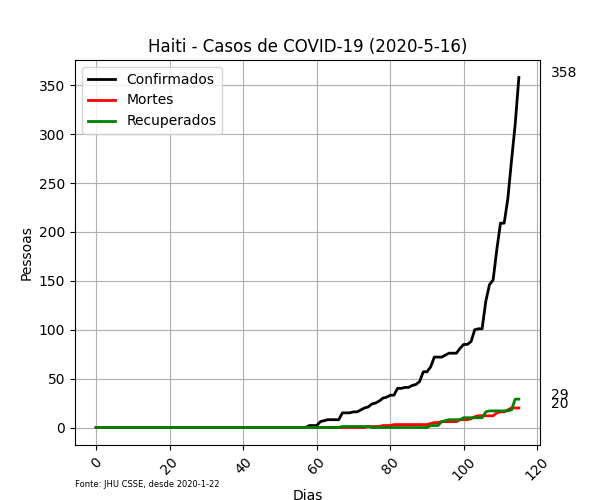 Haiti - Casos de COVID-19 (2020-5-16)
Confirmados
Mortes
Recuperados
358
350
300
250
200
150
100
50
0
29
20
Pessoas
0
20
40
60
80
100
120
Fonte: JHU CSSE, desde 2020-1-22
Dias